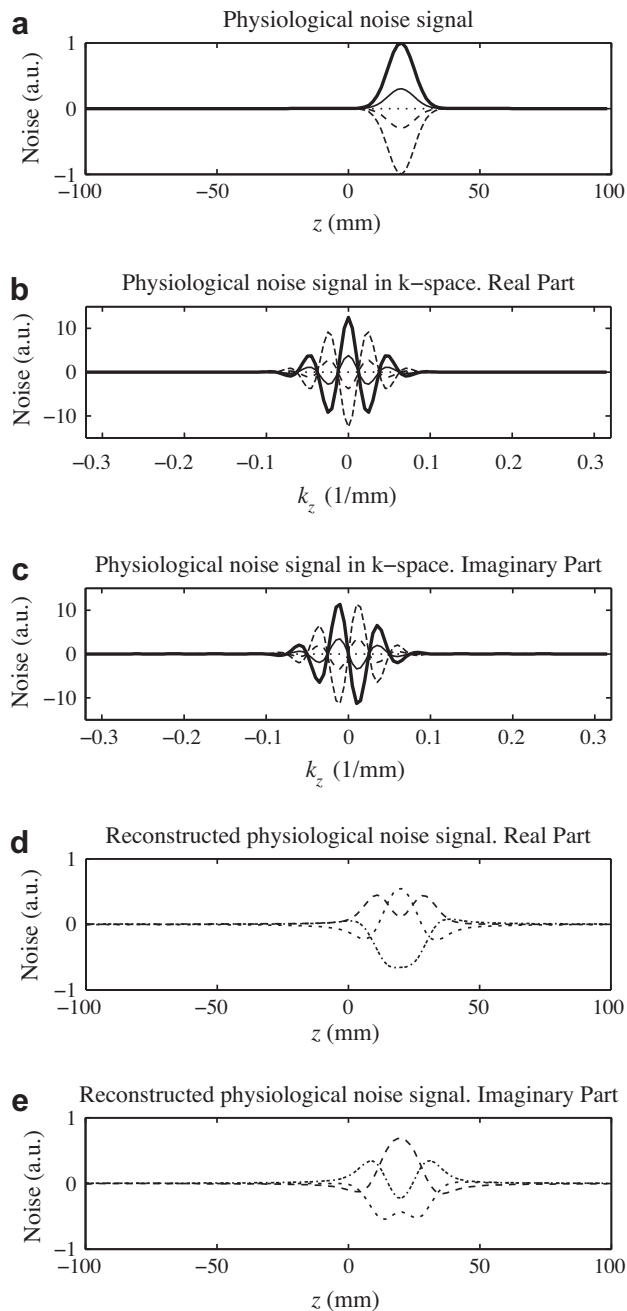 a
Physiological noise signal
Noise (a.u.)
1
0
−1
−100 −50 0 50 100
z (mm)
b
Physiological noise signal in k−space. Real Part
Noise (a.u.)
10
0
−10
−0.3 −0.2 −0.1 0 0.1 0.2 0.3
k_z (1/mm)
c
Physiological noise signal in k−space. Imaginary Part
Noise (a.u.)
10
0
−10
−0.3 −0.2 −0.1 0 0.1 0.2 0.3
k_z (1/mm)
d
Reconstructed physiological noise signal. Real Part
Noise (a.u.)
1
0
−1
−100 −50 0 50 100
z (mm)
e
Reconstructed physiological noise signal. Imaginary Part
Noise (a.u.)
1
0
−1
−100 −50 0 50 100
z (mm)